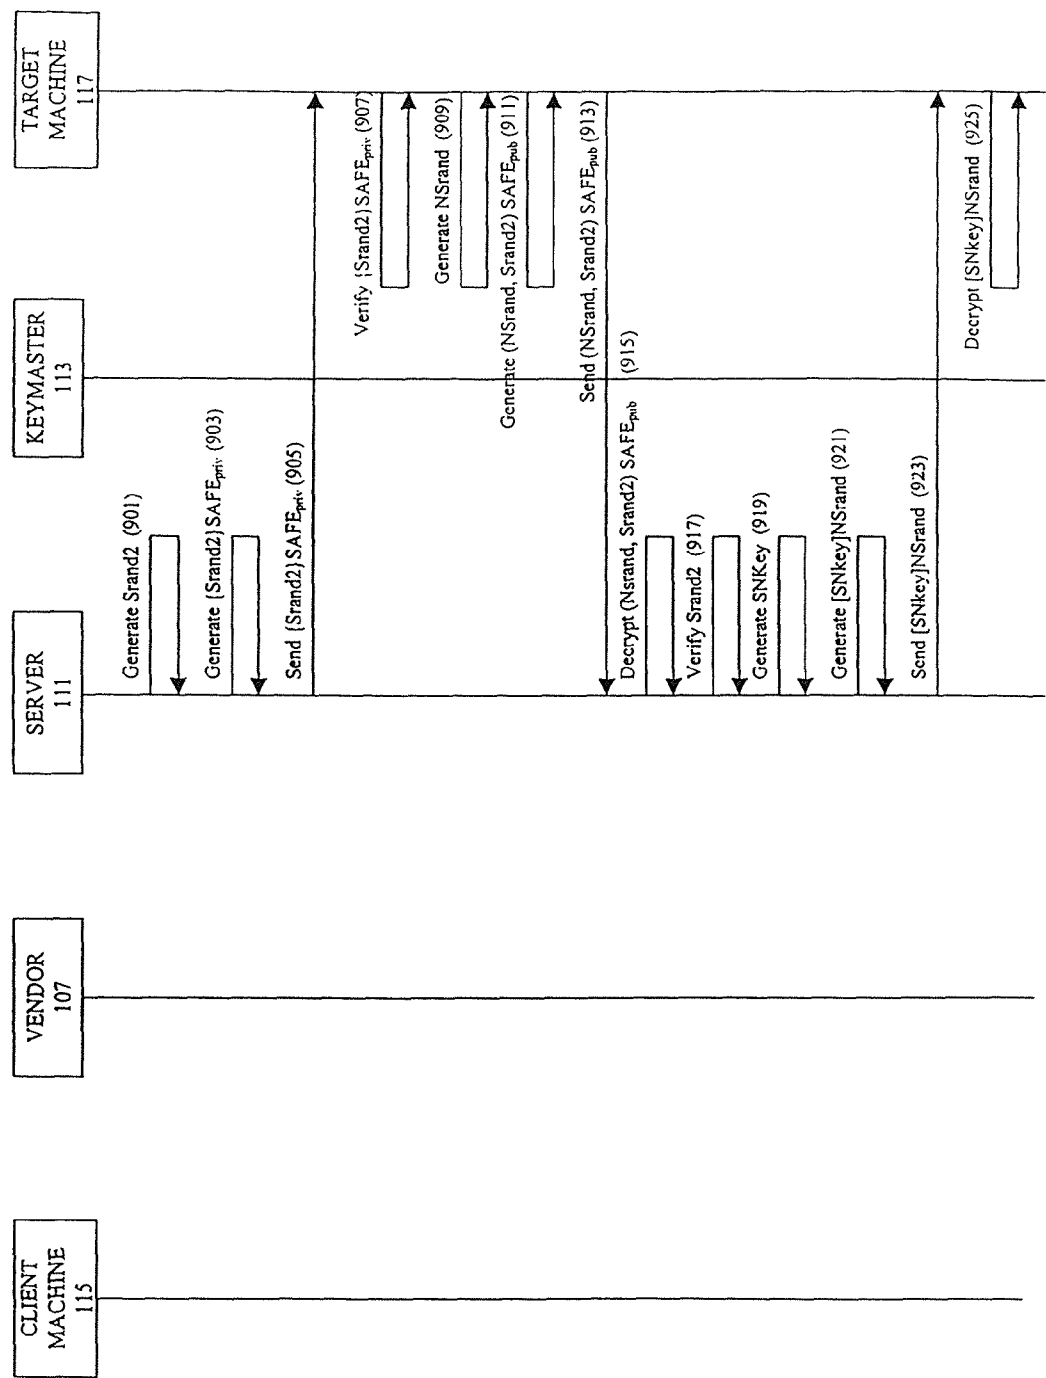 CLIENT
MACHINE
115
VENDOR
107
SERVER
111
KEYMASTER
113
TARGET
MACHINE
117
Generate Srand2 (901)
Generate {Srand2}SAFEpriv (903)
Send {Srand2}SAFEpriv (905)
Verify {Srand2}SAFEpriv (907)
Generate NSrand (909)
Generate (NSrand, Srand2) SAFEpub (911)
Send (NSrand, Srand2) SAFEpub (913)
Decrypt (Nsrand, Srand2) SAFEpub (915)
Verify Srand2 (917)
Generate SNKey (919)
Generate [SNkey]NSrand (921)
Send [SNkey]NSrand (923)
Decrypt [SNkey]NSrand (925)